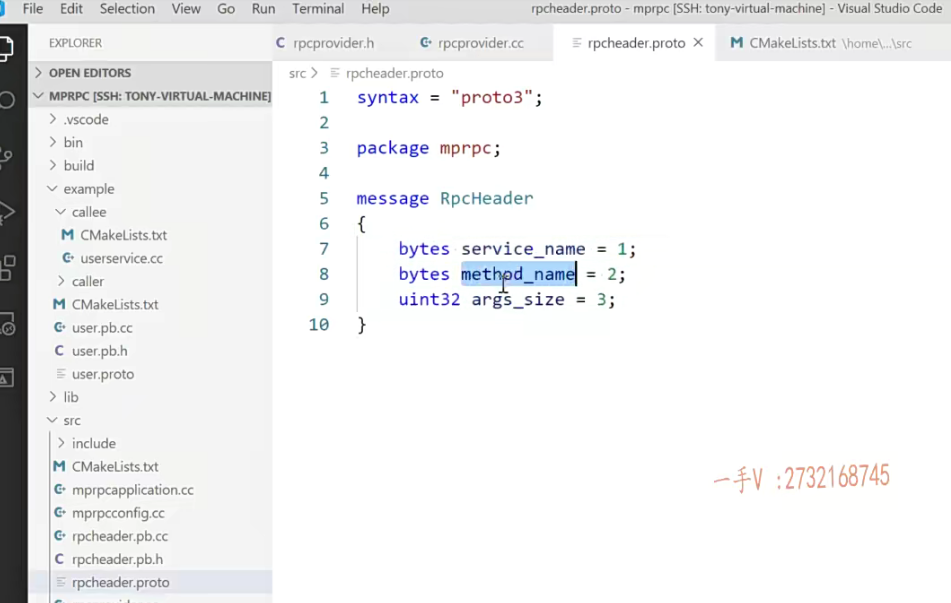 File Edit Selection View Go Run Terminal Help rpcheader.proto - mprpc [SSH: tony-virtual-machine] - Visual Studio Code
EXPLORER
OPEN EDITORS
MPRPC [SSH: TONY-VIRTUAL-MACHINE]
.vscode
bin
build
example
callee
CMakeLists.txt
userservice.cc
caller
CMakeLists.txt
user.pb.cc
user.pb.h
user.proto
lib
src
include
CMakeLists.txt
mprpcapplication.cc
mprpcconfig.cc
rpcheader.pb.cc
rpcheader.pb.h
rpcheader.proto
rpcprovider.h rpcprovider.cc rpcheader.proto CMakeLists.txt \home\...\src
src > rpcheader.proto
1 syntax = "proto3";
2
3 package mprpc;
4
5 message RpcHeader
6 {
7 bytes service_name = 1;
8 bytes method_name = 2;
9 uint32 args_size = 3;
10 }
一手V :2732168745